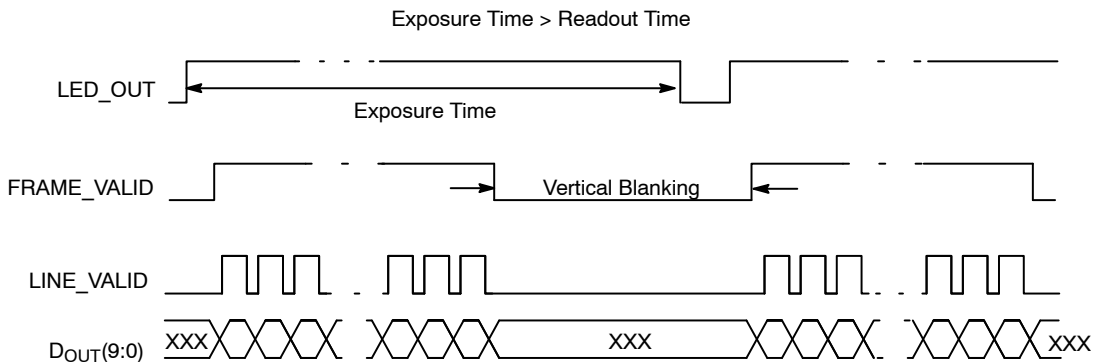 Exposure Time > Readout Time
LED_OUT
Exposure Time
FRAME_VALID
Vertical Blanking
LINE_VALID
DOUT(9:0)
XXX
XXX
XXX